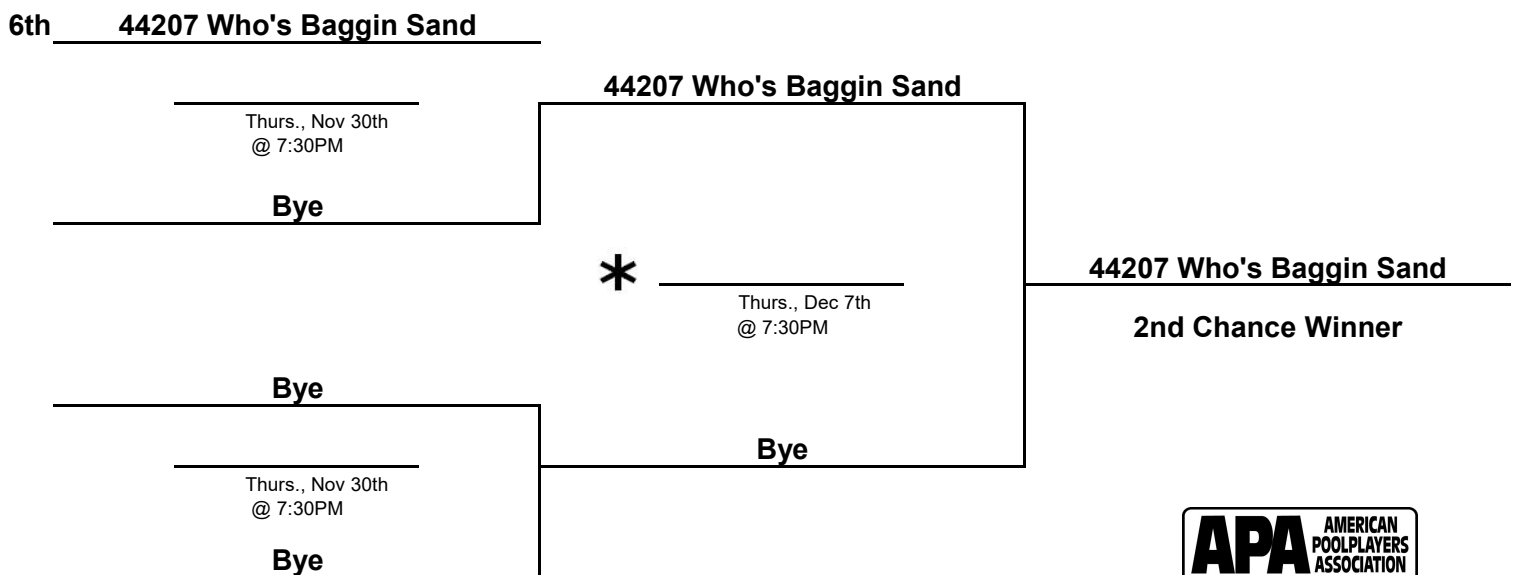 6th 44207 Who's Baggin Sand
44207 Who's Baggin Sand
Thurs., Nov 30th
@ 7:30PM
Bye
*
44207 Who's Baggin Sand
Thurs., Dec 7th
@ 7:30PM
2nd Chance Winner
Bye
Bye
Thurs., Nov 30th
@ 7:30PM
Bye
APA AMERICAN
POOLPLAYERS
ASSOCIATION